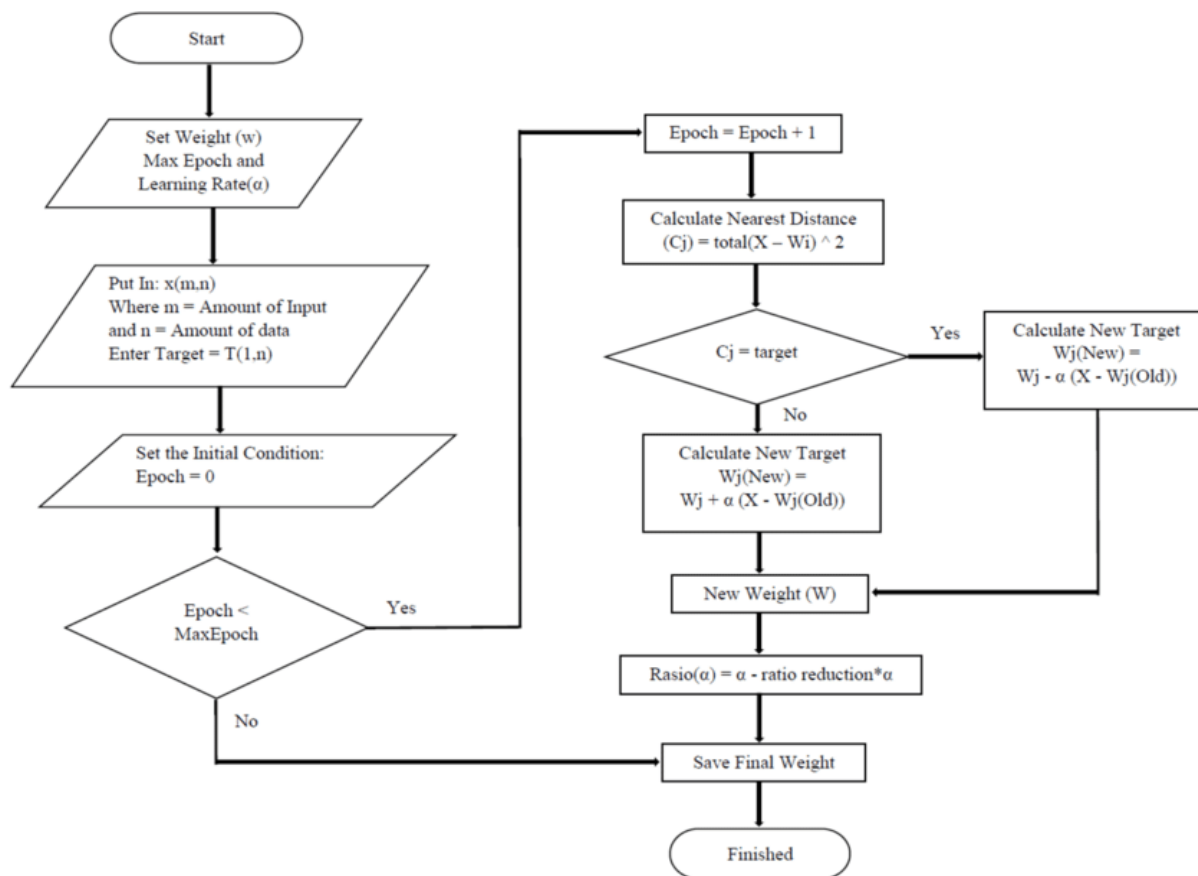 Start
Set Weight (w)
Max Epoch and
Learning Rate(α)
Put In: x(m,n)
Where m = Amount of Input
and n = Amount of data
Enter Target = T(1,n)
Set the Initial Condition:
Epoch = 0
Epoch <
MaxEpoch
Yes
No
Epoch = Epoch + 1
Calculate Nearest Distance
(Cj) = total(X – Wi) ^ 2
Cj = target
Yes
Calculate New Target
Wj(New) =
Wj - α (X - Wj(Old))
No
Calculate New Target
Wj(New) =
Wj + α (X - Wj(Old))
New Weight (W)
Rasio(α) = α - ratio reduction*α
Save Final Weight
Finished